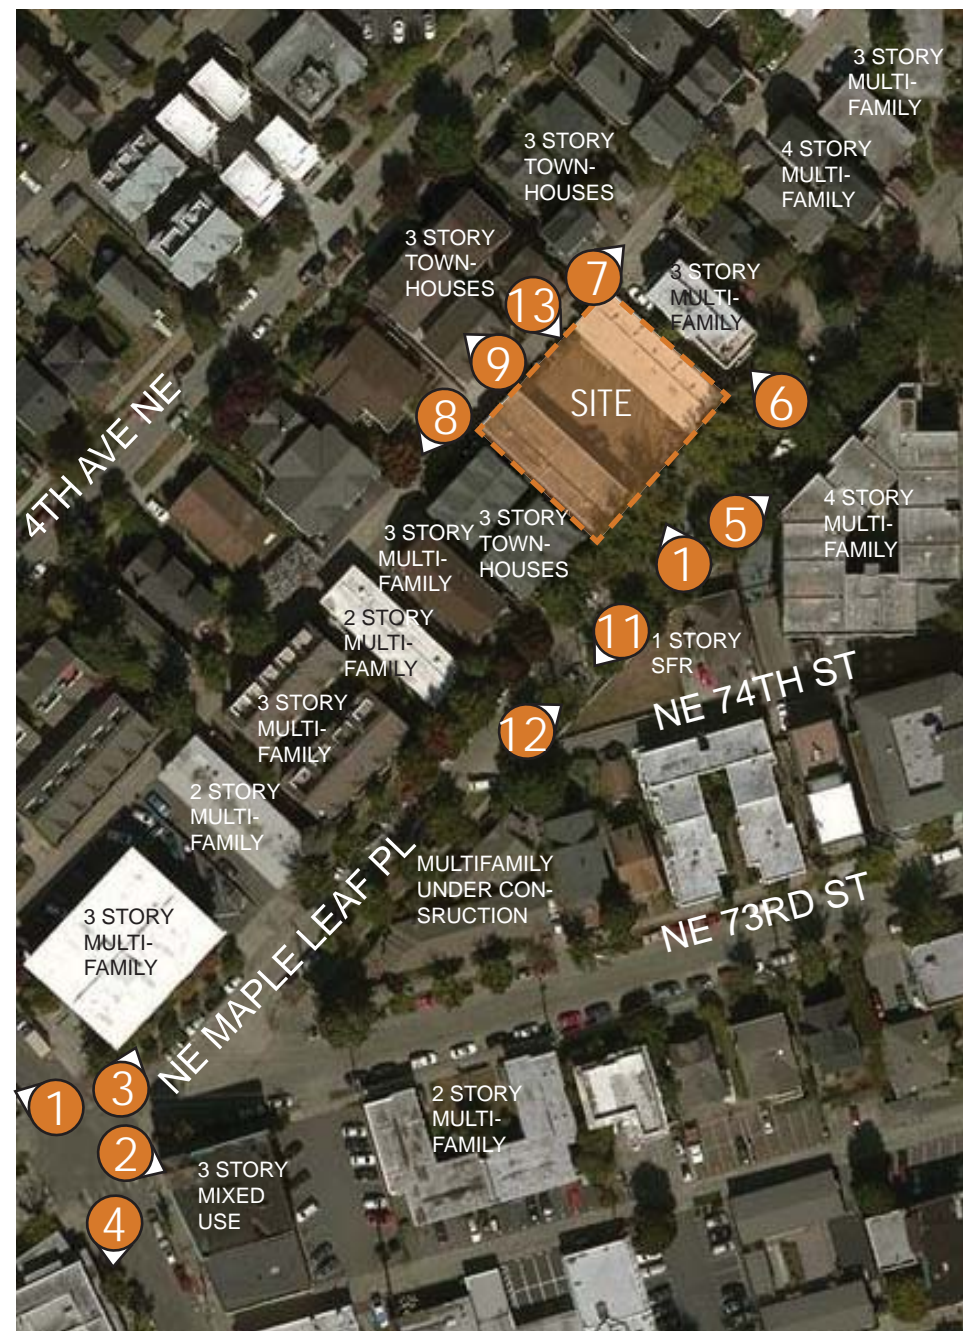 3 STORY
MULTI-
FAMILY
3 STORY
TOWN-
HOUSES
4 STORY
MULTI-
FAMILY
3 STORY
TOWN-
HOUSES
7
3 STORY
MULTI-
FAMILY
13
9
SITE
6
8
4TH AVE NE
5
4 STORY
MULTI-
FAMILY
3 STORY
MULTI-
FAMILY
3 STORY
TOWN-
HOUSES
1
2 STORY
MULTI-
FAMILY
11
1 STORY
SFR
NE 74TH ST
3 STORY
MULTI-
FAMILY
12
2 STORY
MULTI-
FAMILY
NE MAPLE LEAF PL
MULTIFAMILY
UNDER CON-
SRUCTION
NE 73RD ST
3 STORY
MULTI-
FAMILY
3
1
2
2 STORY
MULTI-
FAMILY
3 STORY
MIXED
USE
4